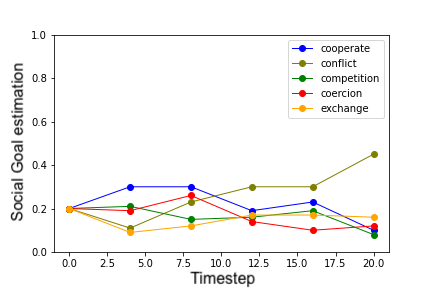 1.0
0.8
0.6
0.4
0.2
0.0
Social Goal estimation
cooperate
conflict
competition
coercion
exchange
0.0 2.5 5.0 7.5 10.0 12.5 15.0 17.5 20.0
Timestep